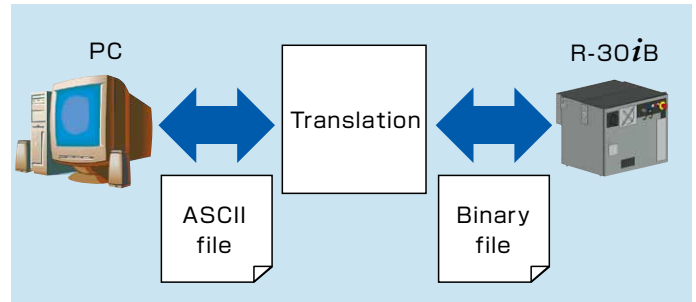 PC
R-30iB
Translation
ASCII
file
Binary
file